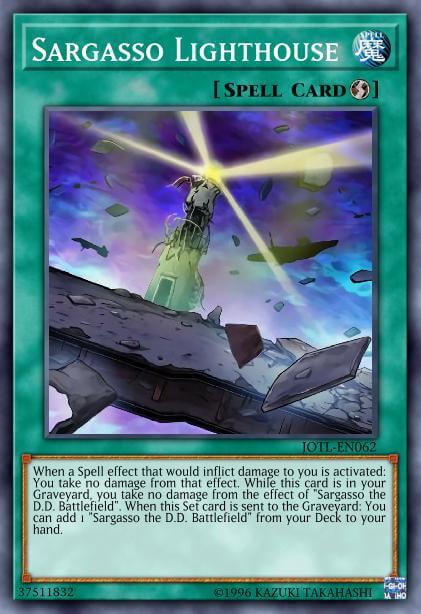 SARGASSO LIGHTHOUSE
SPELL
魔
[SPELL CARD]
JOTL-EN062
When a Spell effect that would inflict damage to you is activated:
You take no damage from that effect. While this card is in your
Graveyard, you take no damage from the effect of "Sargasso the
D.D. Battlefield". When this Set card is sent to the Graveyard: You
can add 1 "Sargasso the D.D. Battlefield" from your Deck to your
hand.
37511832
©1996 KAZUKI TAKAHASHI